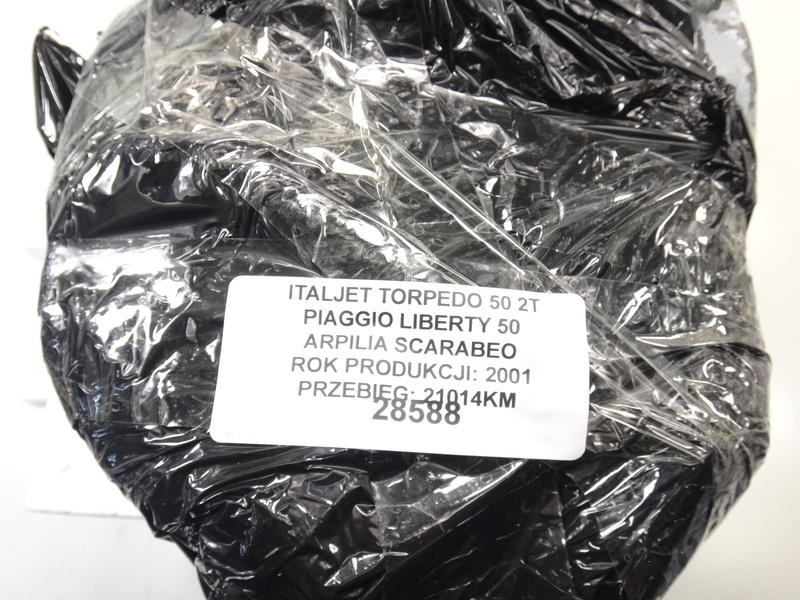 ITALJET TORPEDO 50 2T
PIAGGIO LIBERTY 50
ARPILIA SCARABEO
ROK PRODUKCJI: 2001
PRZEBIEG: 21014KM
28588